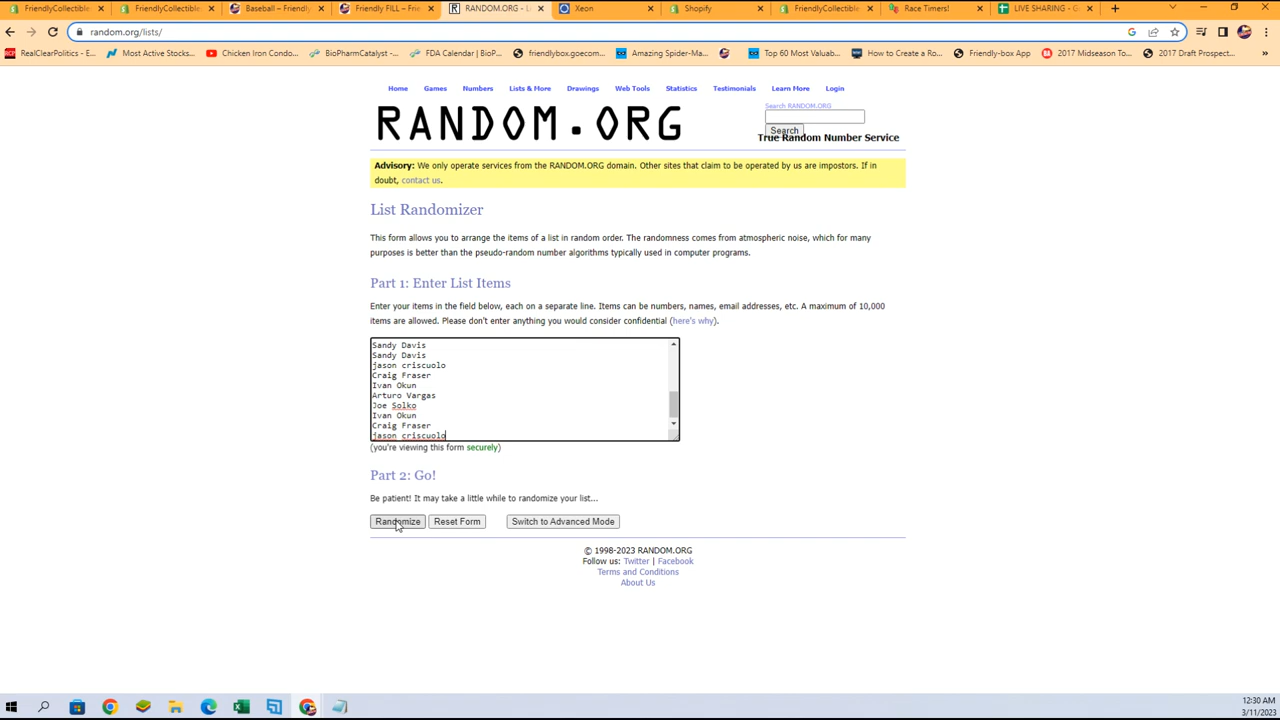 FriendlyCollectible
FriendlyCollectible
Baseball – Friendly
Friendly FILL – Frie
RANDOM.ORG - L
Xeon
Shopify
FriendlyCollectible
Race Timers!
LIVE SHARING - G
random.org/lists/
RealClearPolitics - E...
Most Active Stocks...
Chicken Iron Condo...
BioPharmCatalyst -...
FDA Calendar | BioP...
friendlybox.goecom...
Amazing Spider-Ma...
Top 60 Most Valuab...
How to Create a Ro...
Friendly-box App
2017 Midseason To...
2017 Draft Prospect...
Home
Games
Numbers
Lists & More
Drawings
Web Tools
Statistics
Testimonials
Learn More
Login
Search RANDOM.ORG
RANDOM.ORG
Search
True Random Number Service
Advisory: We only operate services from the RANDOM.ORG domain. Other sites that claim to be operated by us are impostors. If in
doubt, contact us.
List Randomizer
This form allows you to arrange the items of a list in random order. The randomness comes from atmospheric noise, which for many
purposes is better than the pseudo-random number algorithms typically used in computer programs.
Part 1: Enter List Items
Enter your items in the field below, each on a separate line. Items can be numbers, names, email addresses, etc. A maximum of 10,000
items are allowed. Please don't enter anything you would consider confidential (here's why).
Sandy Davis
Sandy Davis
jason criscuolo
Craig Fraser
Ivan Okun
Arturo Vargas
Joe Solko
Ivan Okun
Craig Fraser
jason criscuolo
(you're viewing this form securely)
Part 2: Go!
Be patient! It may take a little while to randomize your list...
Randomize
Reset Form
Switch to Advanced Mode
© 1998-2023 RANDOM.ORG
Follow us: Twitter | Facebook
Terms and Conditions
About Us
12:30 AM
3/11/2023